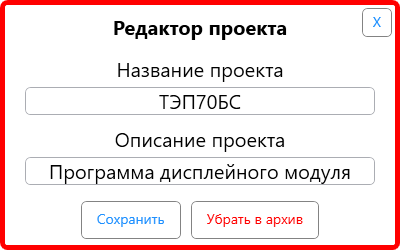 Редактор проекта
X
Название проекта
ТЭП70БС
Описание проекта
Программа дисплейного модуля
Сохранить
Убрать в архив